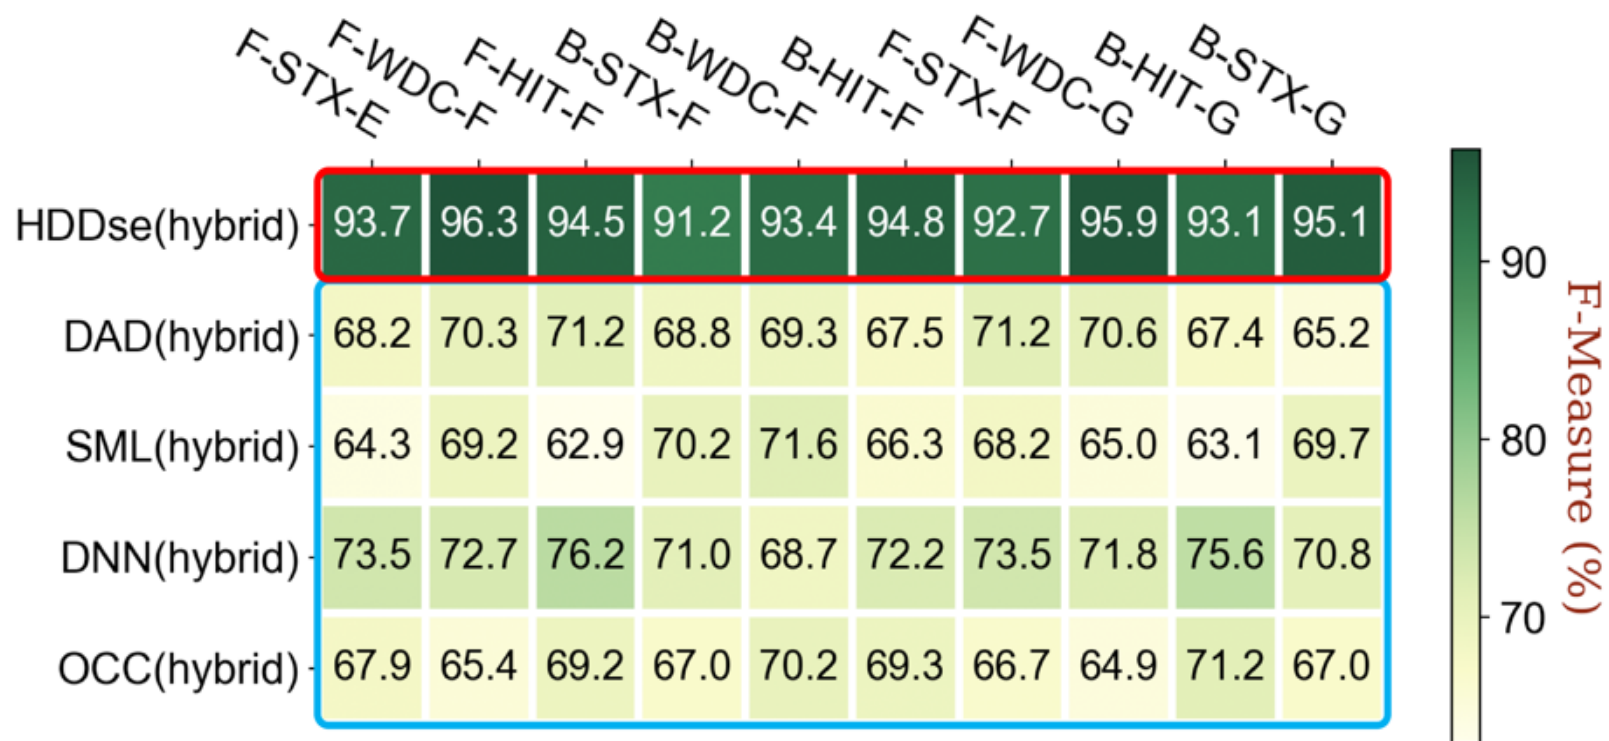 F-STX-E F-WDC-F F-HIT-F B-STX-F B-WDC-F B-HIT-F F-STX-F F-WDC-G B-HIT-G B-STX-G
HDDse(hybrid) 93.7 96.3 94.5 91.2 93.4 94.8 92.7 95.9 93.1 95.1
DAD(hybrid) 68.2 70.3 71.2 68.8 69.3 67.5 71.2 70.6 67.4 65.2
SML(hybrid) 64.3 69.2 62.9 70.2 71.6 66.3 68.2 65.0 63.1 69.7
DNN(hybrid) 73.5 72.7 76.2 71.0 68.7 72.2 73.5 71.8 75.6 70.8
OCC(hybrid) 67.9 65.4 69.2 67.0 70.2 69.3 66.7 64.9 71.2 67.0
90
80
70
F-Measure (%)